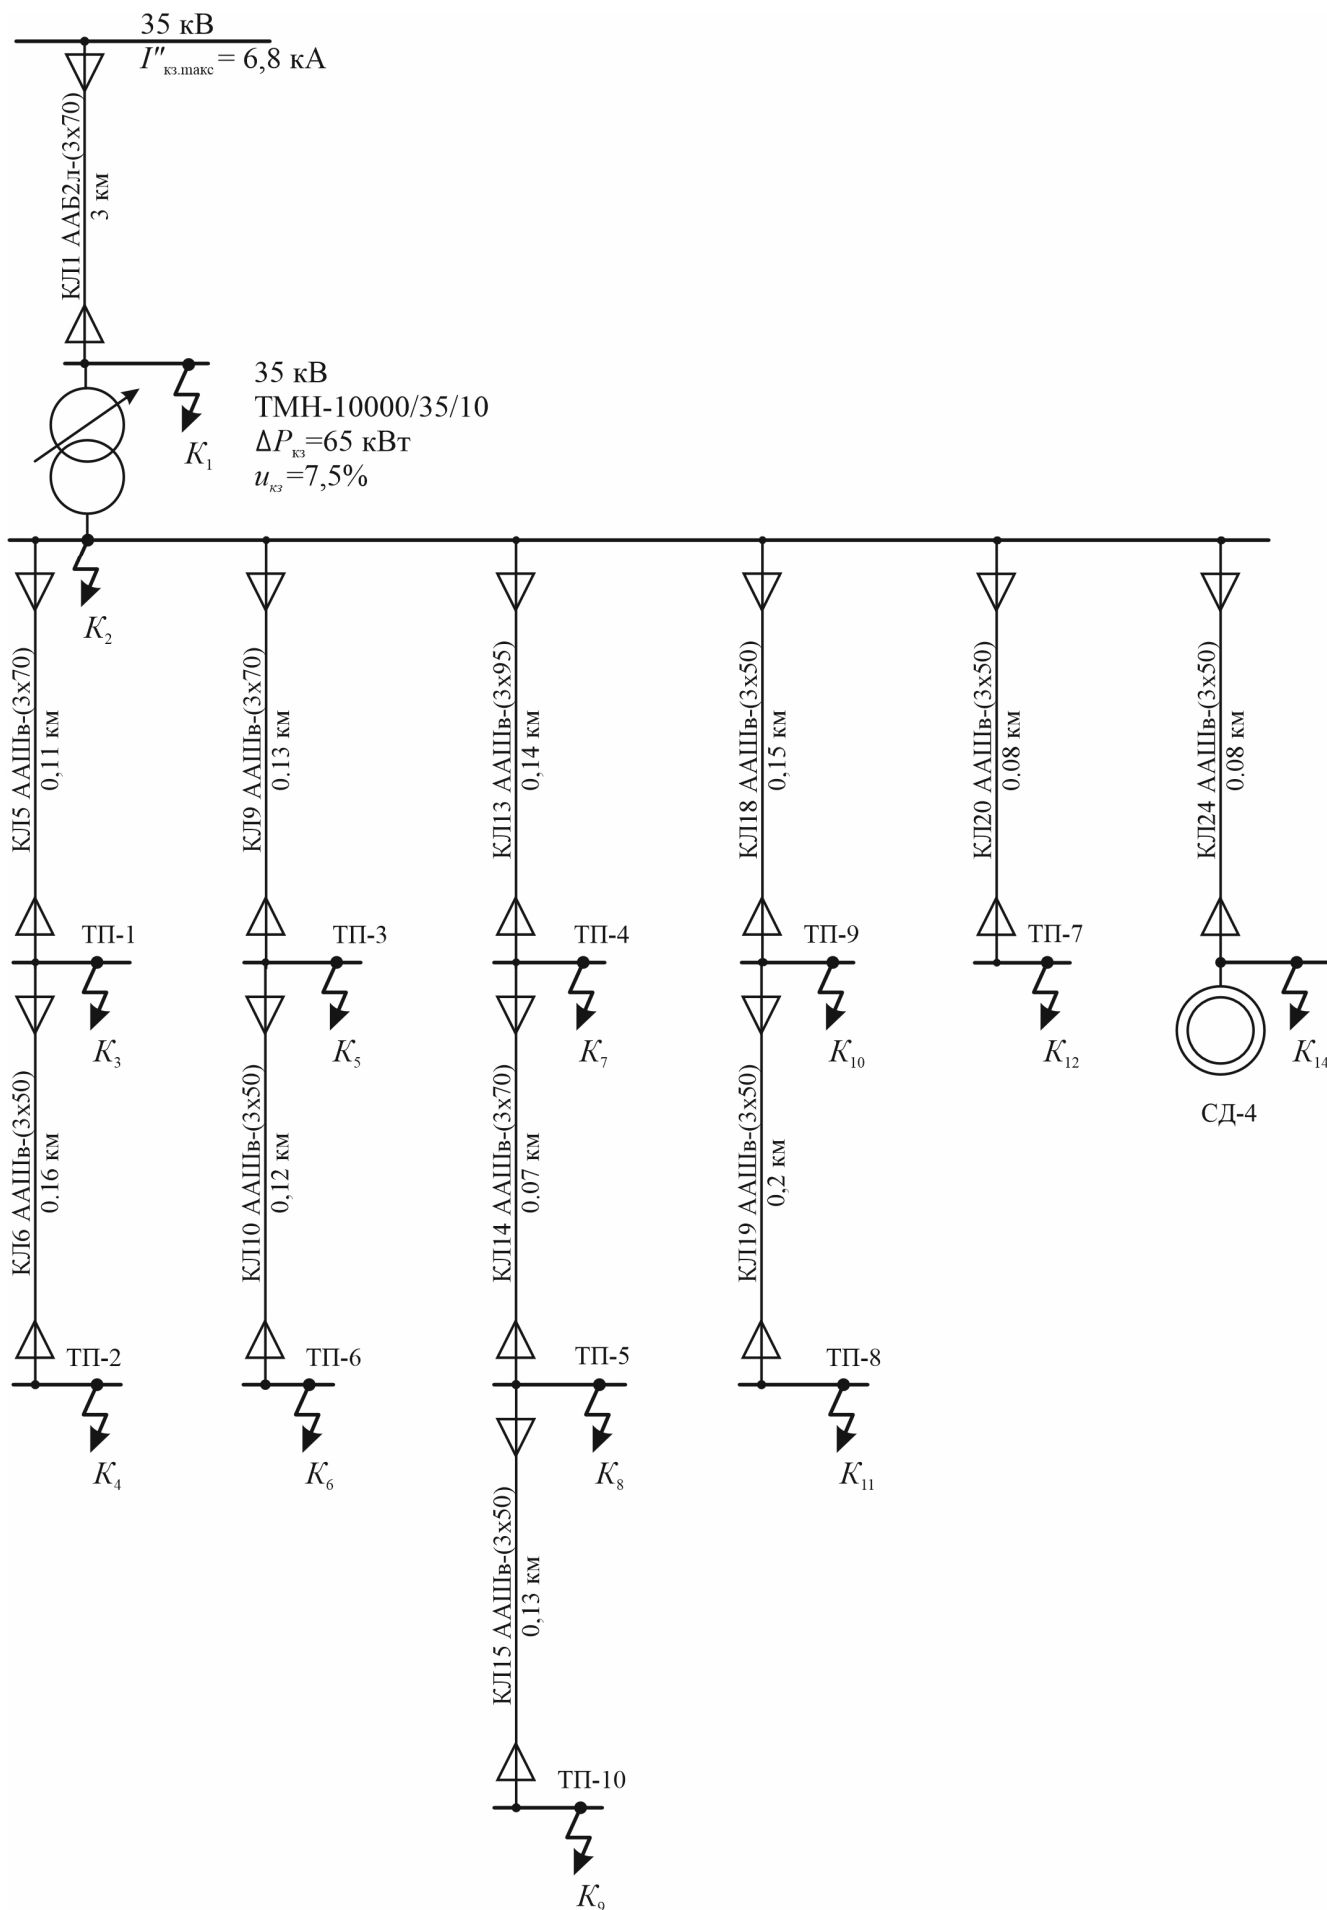 35 кВ
I″кз.макс = 6,8 кА
КЛ1 ААБ2л-(3х70)
3 км
K1
35 кВ
ТМН-10000/35/10
ΔPкз=65 кВт
uкз=7,5%
K2
КЛ5 ААШв-(3х70)
0,11 км
КЛ9 ААШв-(3х70)
0.13 км
КЛ13 ААШв-(3х95)
0,14 км
КЛ18 ААШв-(3х50)
0,15 км
КЛ20 ААШв-(3х50)
0.08 км
КЛ24 ААШв-(3х50)
0.08 км
ТП-1
ТП-3
ТП-4
ТП-9
ТП-7
K3
K5
K7
K10
K12
K14
СД-4
КЛ6 ААШв-(3х50)
0.16 км
КЛ10 ААШв-(3х50)
0,12 км
КЛ14 ААШв-(3х70)
0.07 км
КЛ19 ААШв-(3х50)
0,2 км
ТП-2
ТП-6
ТП-5
ТП-8
K4
K6
K8
K11
КЛ15 ААШв-(3х50)
0,13 км
ТП-10
K9